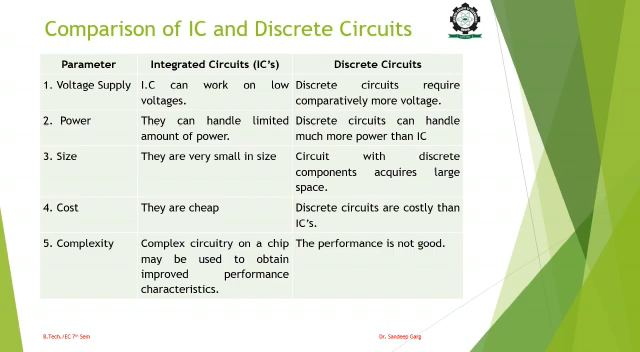 Comparison of IC and Discrete Circuits
Parameter Integrated Circuits (IC’s) Discrete Circuits
1. Voltage Supply I.C can work on low Discrete circuits require
voltages. comparatively more voltage.
2. Power They can handle limited Discrete circuits can handle
amount of power. much more power than IC
3. Size They are very small in size Circuit with discrete
components acquires large
space.
4. Cost They are cheap Discrete circuits are costly than
IC’s.
5. Complexity Complex circuitry on a chip The performance is not good.
may be used to obtain
improved performance
characteristics.
B.Tech./EC 7th Sem Dr. Sandeep Garg